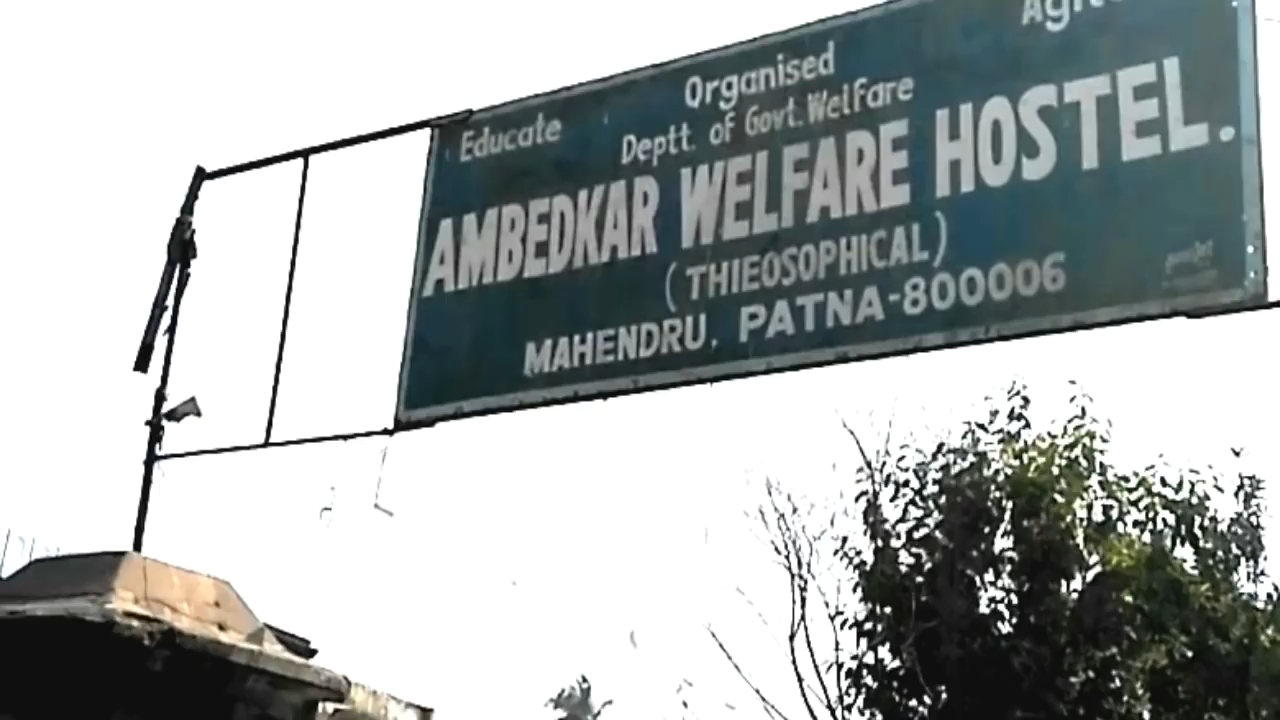 Educate Organised
Deptt. of Govt. Welfare
AMBEDKAR WELFARE HOSTEL.
(THIEOSOPHICAL)
MAHENDRU, PATNA-800006